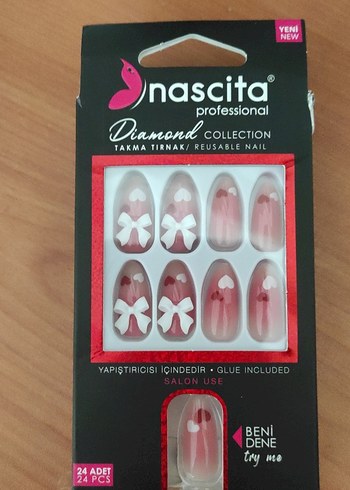 YENİ
NEW
nascita®
professional
Diamond COLLECTION
TAKMA TIRNAK/ REUSABLE NAIL
YAPIŞTIRICISI İÇİNDEDİR • GLUE INCLUDED
SALON USE
BENİ
DENE
try me
24 ADET
24 PCS